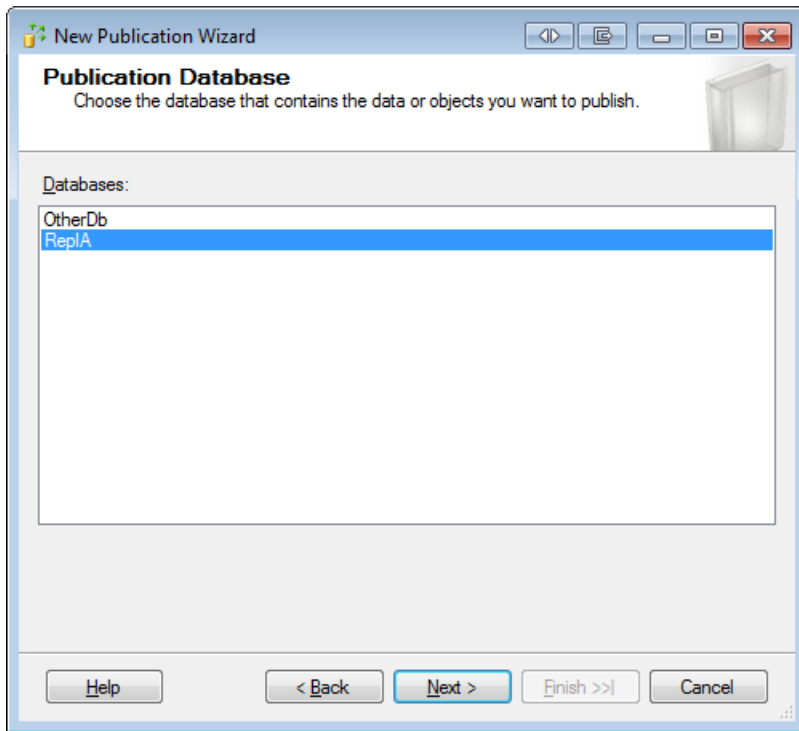 New Publication Wizard
Publication Database
Choose the database that contains the data or objects you want to publish.
Databases:
OtherDb
ReplA
Help
< Back
Next >
Finish >>|
Cancel